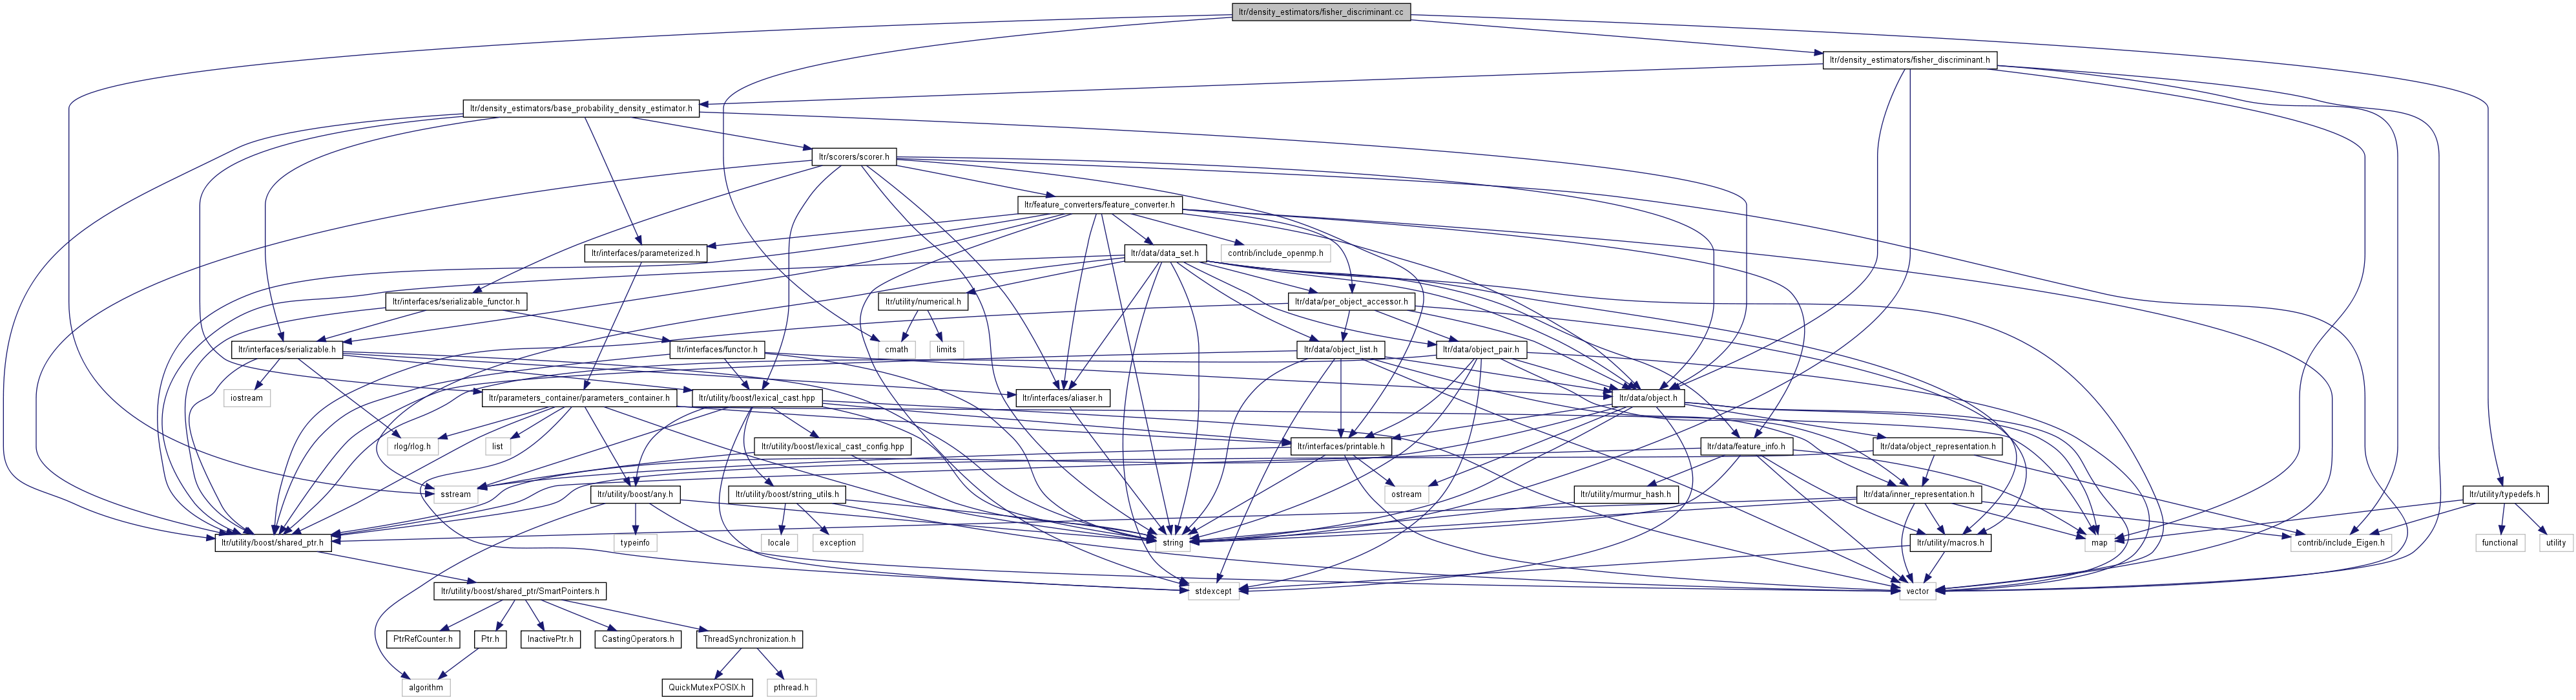 ltr/density_estimators/fisher_discriminant.cc
ltr/density_estimators/fisher_discriminant.h
ltr/density_estimators/base_probability_density_estimator.h
ltr/scorers/scorer.h
ltr/feature_converters/feature_converter.h
ltr/interfaces/parameterized.h
ltr/data/data_set.h
contrib/include_openmp.h
ltr/interfaces/serializable_functor.h
ltr/utility/numerical.h
ltr/data/per_object_accessor.h
ltr/interfaces/serializable.h
ltr/interfaces/functor.h
cmath
limits
ltr/data/object_list.h
ltr/data/object_pair.h
iostream
ltr/parameters_container/parameters_container.h
ltr/utility/boost/lexical_cast.hpp
ltr/interfaces/aliaser.h
ltr/data/object.h
rlog/rlog.h
list
ltr/utility/boost/lexical_cast_config.hpp
ltr/interfaces/printable.h
ltr/data/feature_info.h
ltr/data/object_representation.h
sstream
ltr/utility/boost/any.h
ltr/utility/boost/string_utils.h
ostream
ltr/utility/murmur_hash.h
ltr/data/inner_representation.h
ltr/utility/typedefs.h
ltr/utility/boost/shared_ptr.h
typeinfo
locale
exception
string
ltr/utility/macros.h
map
contrib/include_Eigen.h
functional
utility
ltr/utility/boost/shared_ptr/SmartPointers.h
stdexcept
vector
PtrRefCounter.h
Ptr.h
InactivePtr.h
CastingOperators.h
ThreadSynchronization.h
algorithm
QuickMutexPOSIX.h
pthread.h